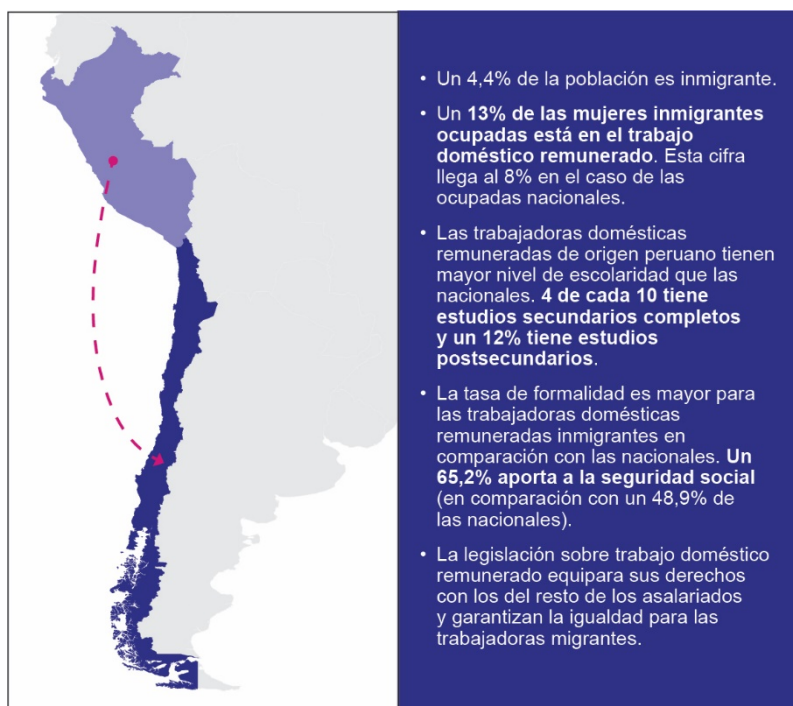 • Un 4,4% de la población es inmigrante.
• Un 13% de las mujeres inmigrantes
ocupadas está en el trabajo
doméstico remunerado. Esta cifra
llega al 8% en el caso de las
ocupadas nacionales.
• Las trabajadoras domésticas
remuneradas de origen peruano tienen
mayor nivel de escolaridad que las
nacionales. 4 de cada 10 tiene
estudios secundarios completos
y un 12% tiene estudios
postsecundarios.
• La tasa de formalidad es mayor para
las trabajadoras domésticas
remuneradas inmigrantes en
comparación con las nacionales. Un
65,2% aporta a la seguridad social
(en comparación con un 48,9% de
las nacionales).
• La legislación sobre trabajo doméstico
remunerado equipara sus derechos
con los del resto de los asalariados
y garantizan la igualdad para las
trabajadoras migrantes.